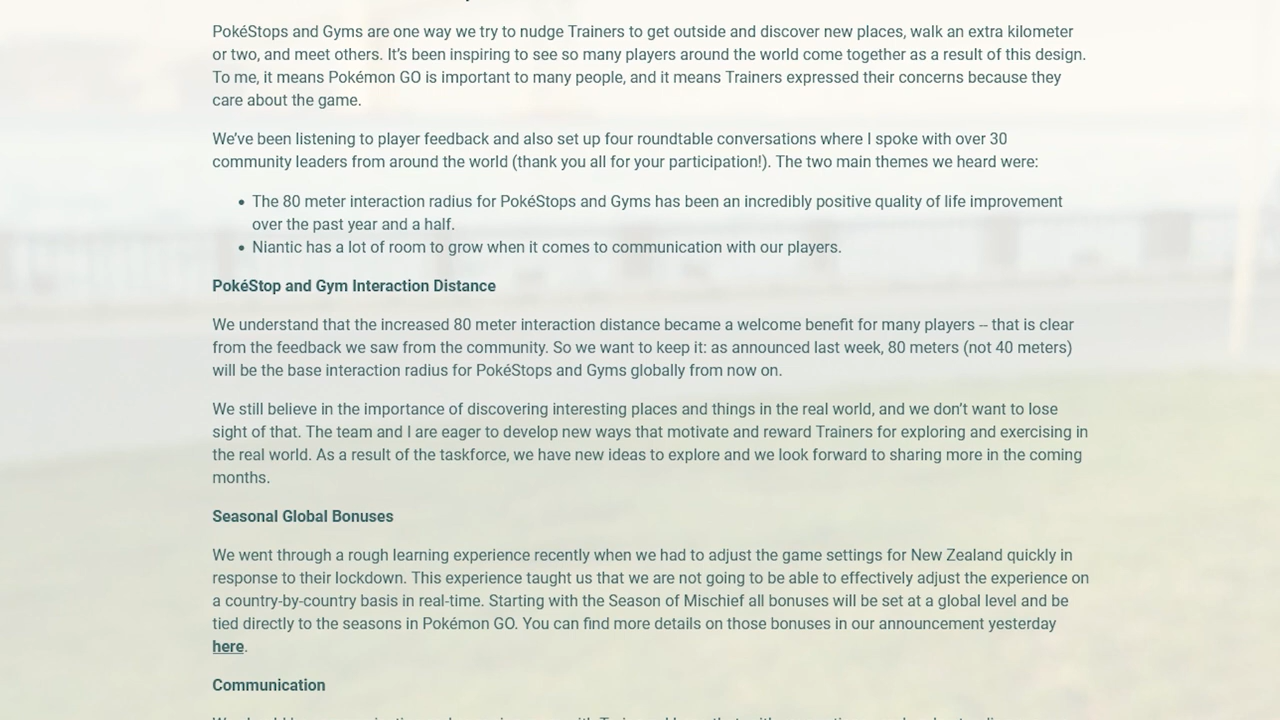 PokéStops and Gyms are one way we try to nudge Trainers to get outside and discover new places, walk an extra kilometer
or two, and meet others. It’s been inspiring to see so many players around the world come together as a result of this design.
To me, it means Pokémon GO is important to many people, and it means Trainers expressed their concerns because they
care about the game.
We’ve been listening to player feedback and also set up four roundtable conversations where I spoke with over 30
community leaders from around the world (thank you all for your participation!). The two main themes we heard were:
• The 80 meter interaction radius for PokéStops and Gyms has been an incredibly positive quality of life improvement
over the past year and a half.
• Niantic has a lot of room to grow when it comes to communication with our players.
PokéStop and Gym Interaction Distance
We understand that the increased 80 meter interaction distance became a welcome benefit for many players -- that is clear
from the feedback we saw from the community. So we want to keep it: as announced last week, 80 meters (not 40 meters)
will be the base interaction radius for PokéStops and Gyms globally from now on.
We still believe in the importance of discovering interesting places and things in the real world, and we don’t want to lose
sight of that. The team and I are eager to develop new ways that motivate and reward Trainers for exploring and exercising in
the real world. As a result of the taskforce, we have new ideas to explore and we look forward to sharing more in the coming
months.
Seasonal Global Bonuses
We went through a rough learning experience recently when we had to adjust the game settings for New Zealand quickly in
response to their lockdown. This experience taught us that we are not going to be able to effectively adjust the experience on
a country-by-country basis in real-time. Starting with the Season of Mischief all bonuses will be set at a global level and be
tied directly to the seasons in Pokémon GO. You can find more details on those bonuses in our announcement yesterday
here.
Communication